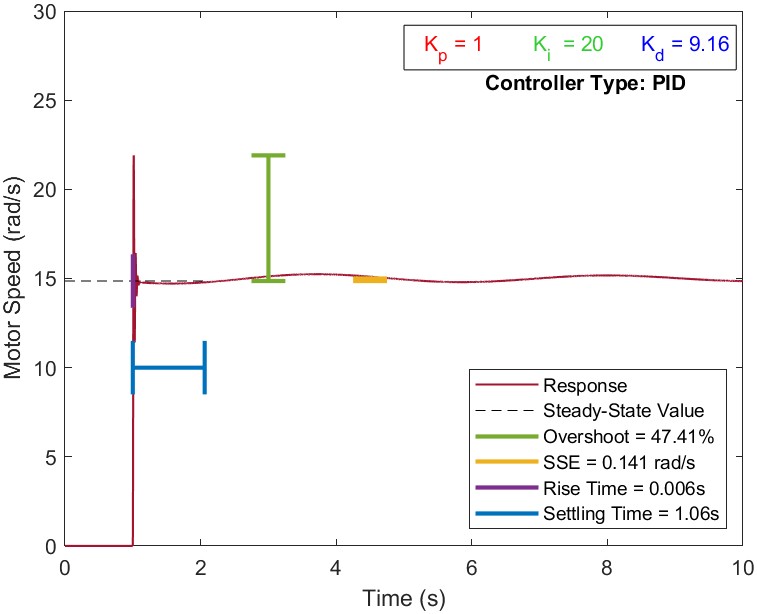 30
25
20
15
10
5
0
Motor Speed (rad/s)
Kp = 1 Ki = 20 Kd = 9.16
Controller Type: PID
Response
Steady-State Value
Overshoot = 47.41%
SSE = 0.141 rad/s
Rise Time = 0.006s
Settling Time = 1.06s
0 2 4 6 8 10
Time (s)